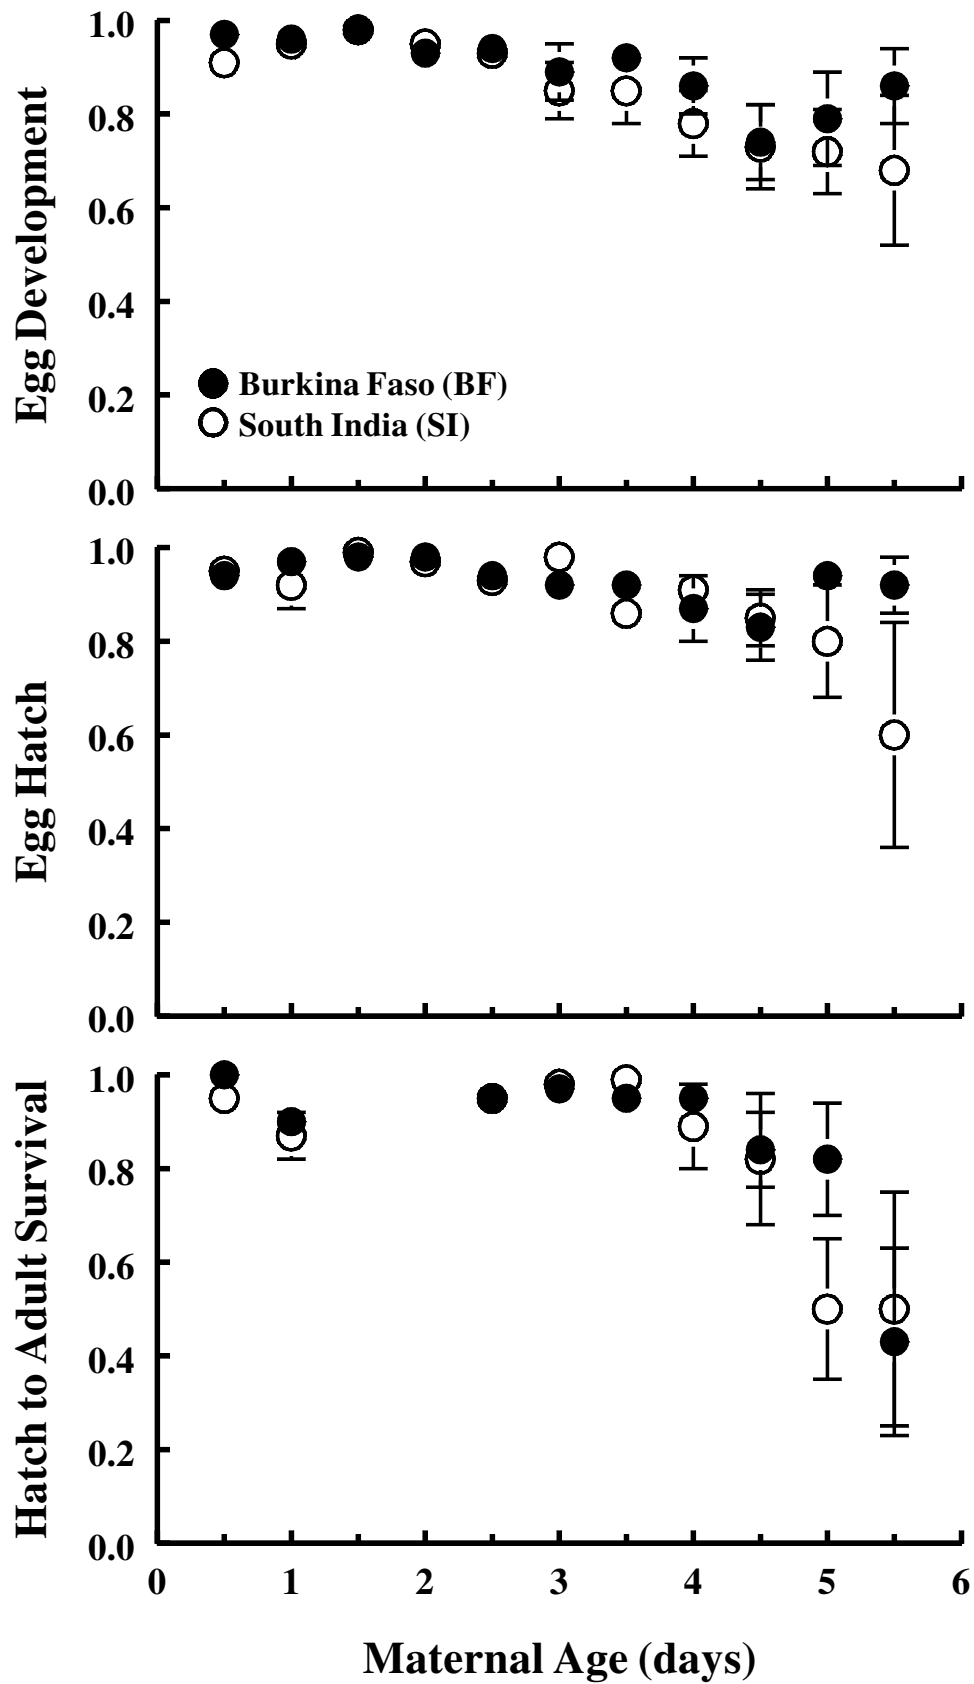 Egg Development
1.0
0.8
0.6
0.4
0.2
0.0
Burkina Faso (BF)
South India (SI)
Egg Hatch
1.0
0.8
0.6
0.4
0.2
0.0
Hatch to Adult Survival
1.0
0.8
0.6
0.4
0.2
0.0
0 1 2 3 4 5 6
Maternal Age (days)